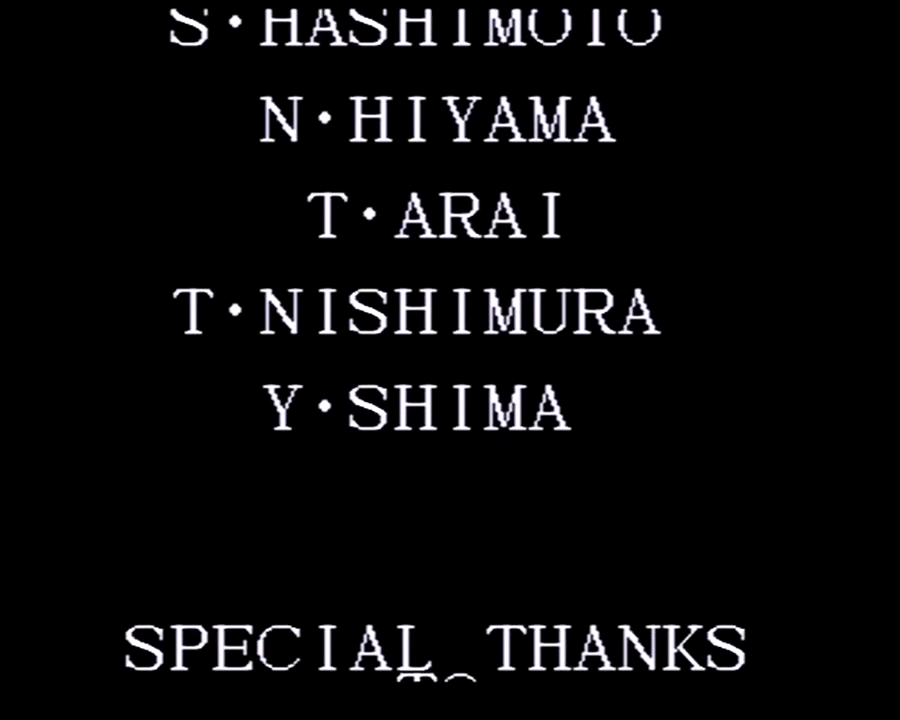 S・HASHIMOTO
N・HIYAMA
T・ARAI
T・NISHIMURA
Y・SHIMA
SPECIAL THANKS